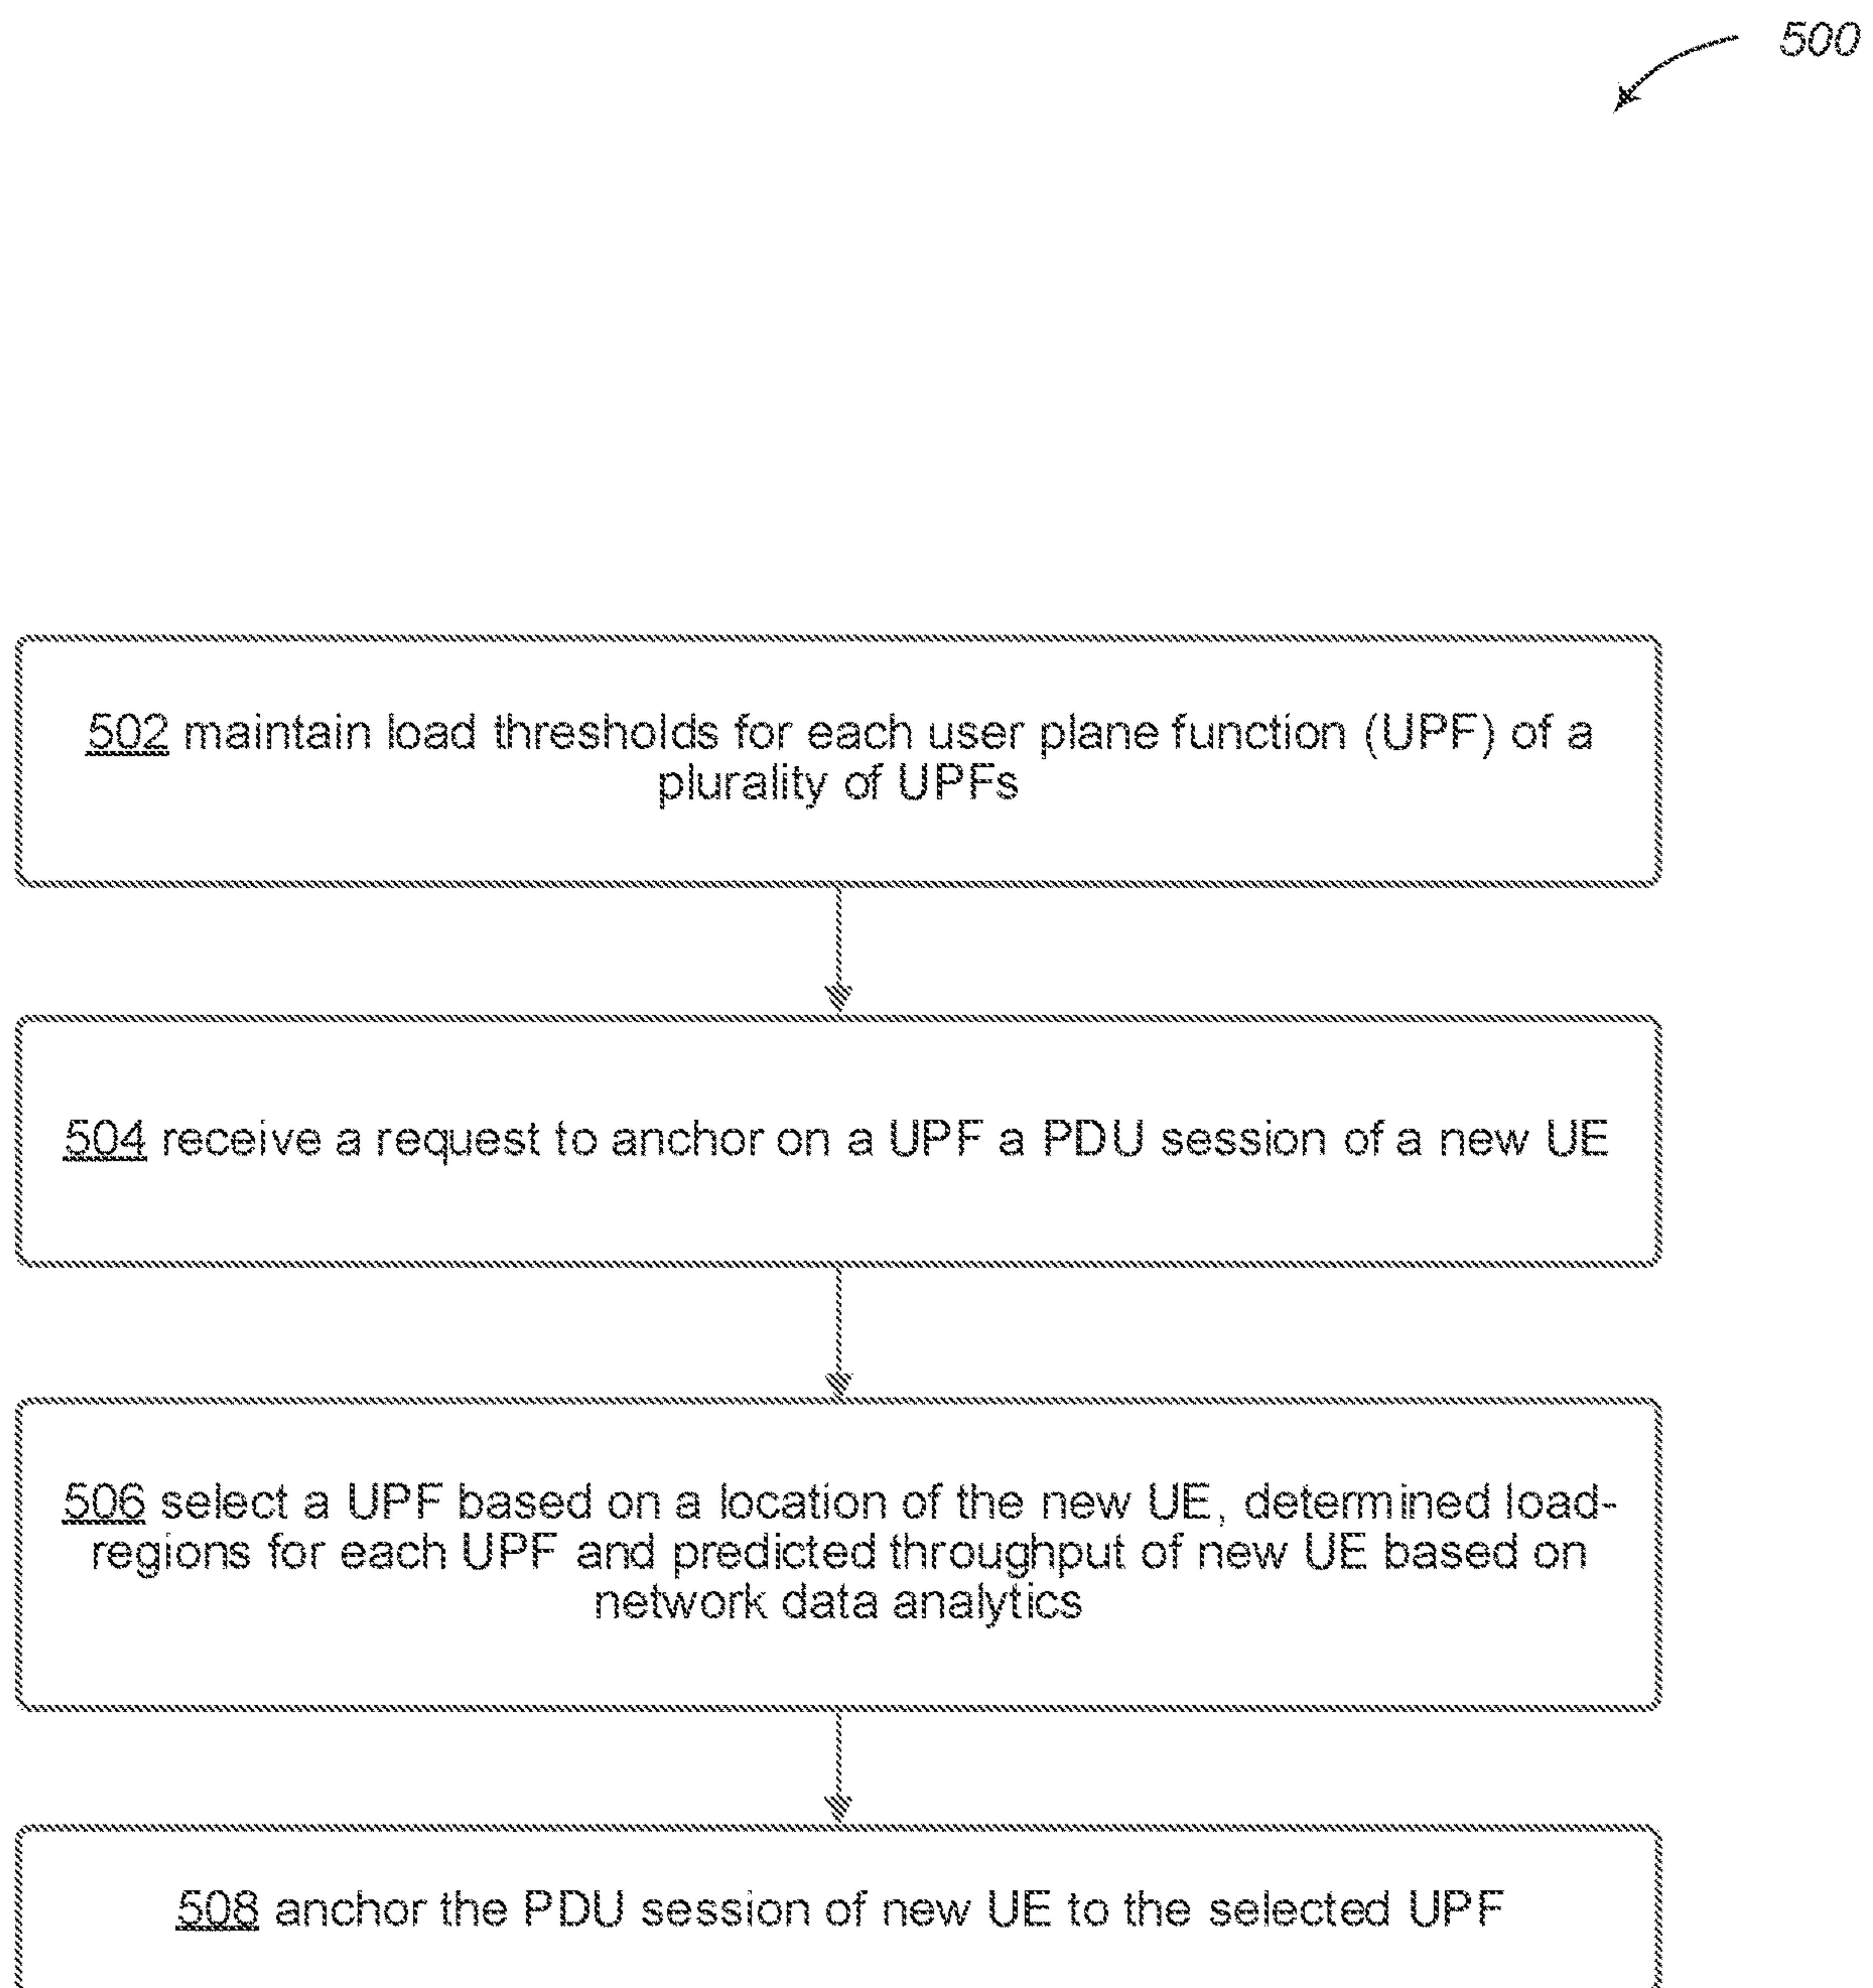 500
502 maintain load thresholds for each user plane function (UPF) of a
plurality of UPFs
504 receive a request to anchor on a UPF a PDU session of a new UE
506 select a UPF based on a location of the new UE, determined load-
regions for each UPF and predicted throughput of new UE based on
network data analytics
508 anchor the PDU session of new UE to the selected UPF